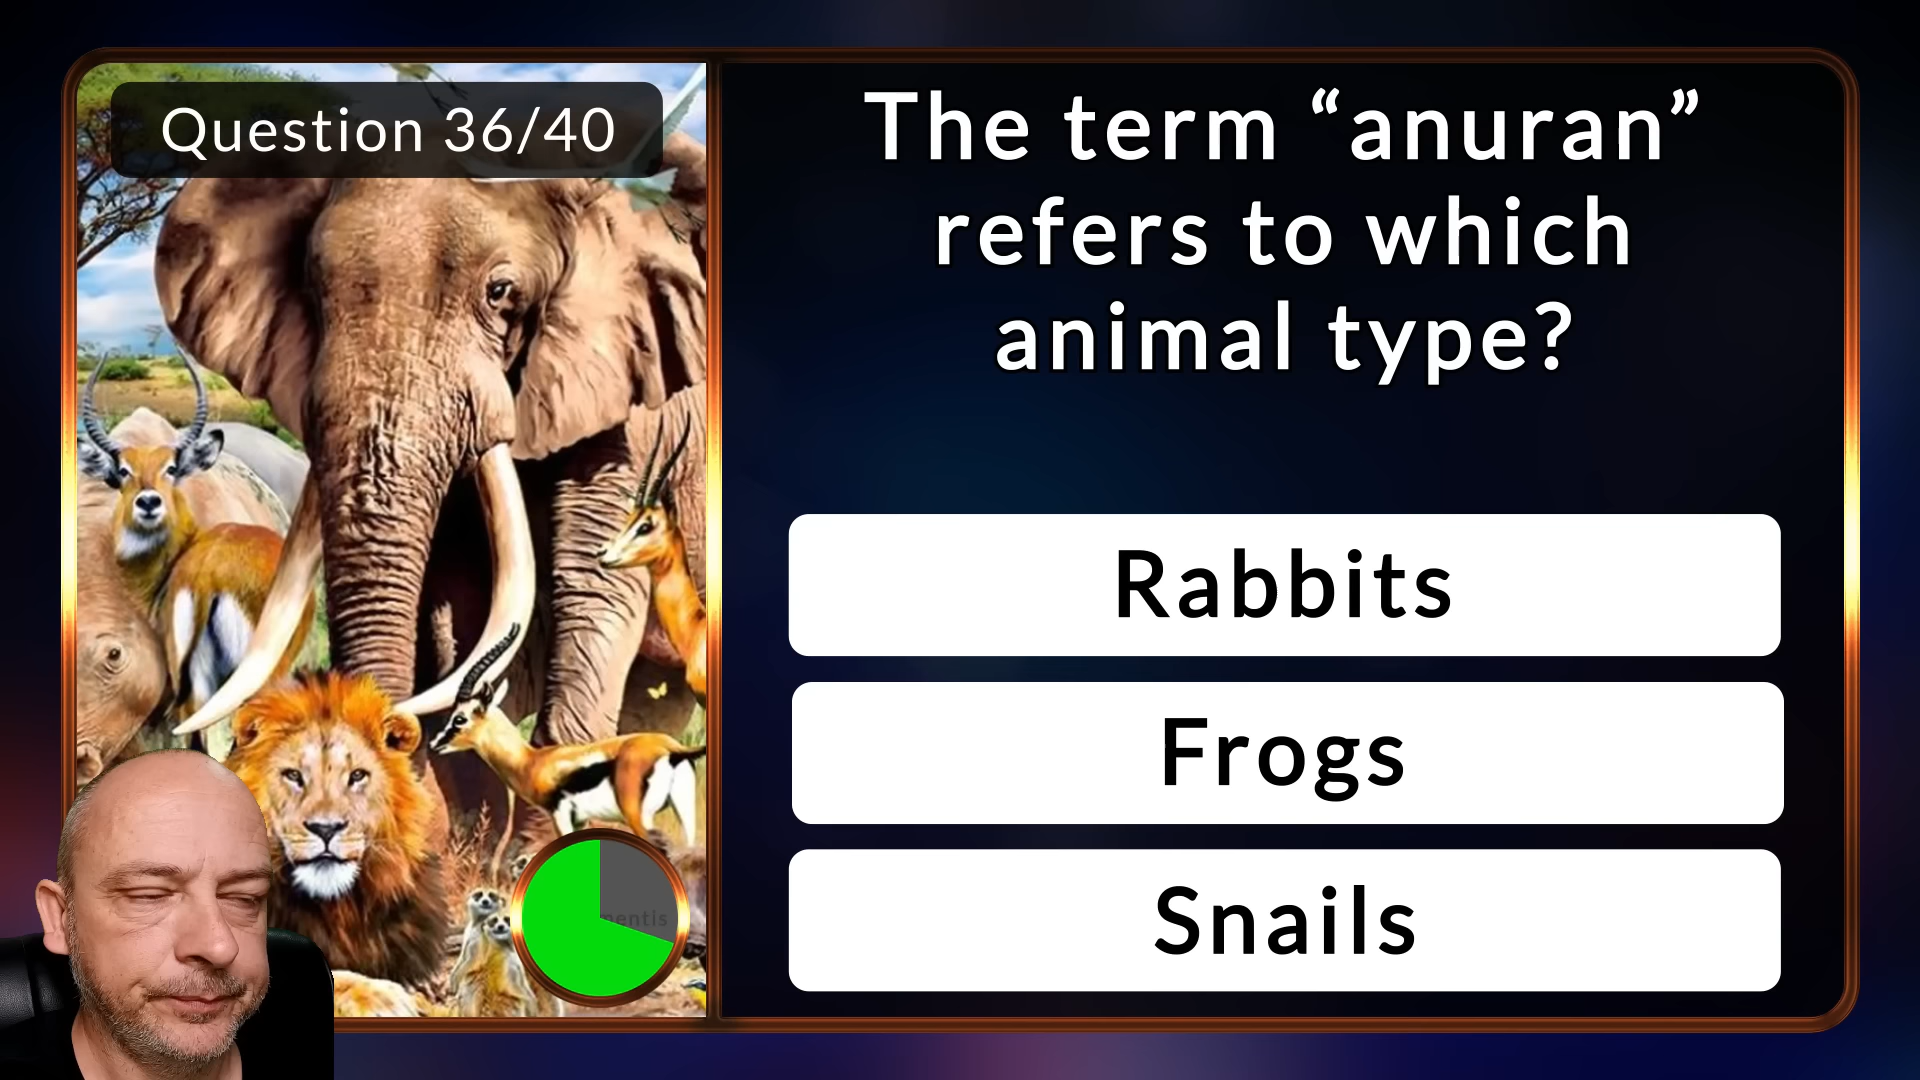 Question 36/40
The term “anuran”
refers to which
animal type?
Rabbits
Frogs
Snails